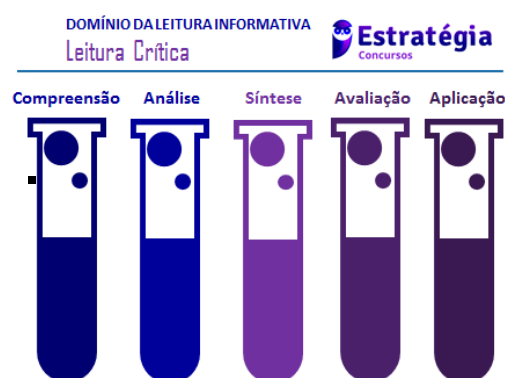 DOMÍNIO DA LEITURA INFORMATIVA
Leitura Crítica
Estratégia
Concursos
Compreensão Análise Síntese Avaliação Aplicação